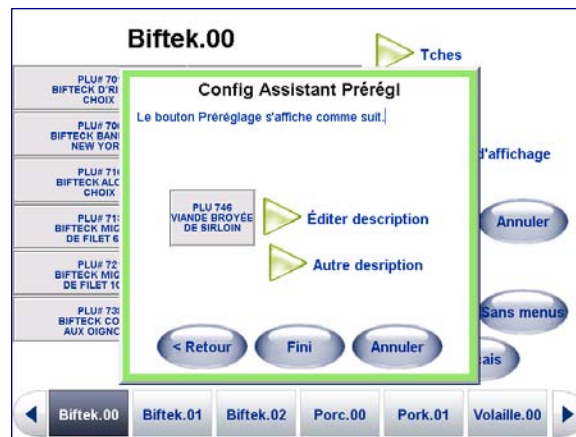 Biftek.00
Tches
PLU# 70
BIFTECK D'RI
CHOIX
PLU# 70
BIFTECK BAN
NEW YOR
PLU# 71
BIFTECK ALO
CHOIX
PLU# 71
BIFTECK MIC
DE FILET 6
PLU# 72
BIFTECK MIC
DE FILET 1
PLU# 73
BIFTECK CO
AUX OIGNO
Config Assistant Prérégl
Le bouton Préréglage s'affiche comme suit.
PLU 746
VIANDE BROYÉE
DE SIRLOIN
Éditer description
Autre desription
< Retour
Fini
Annuler
d'affichage
Annuler
Sans menus
ais
Biftek.00
Biftek.01
Biftek.02
Porc.00
Pork.01
Volaille.00